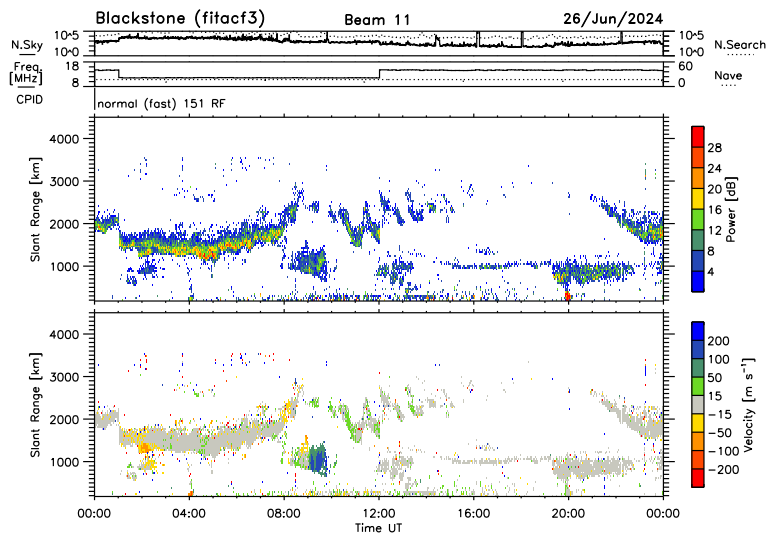 Blackstone (fitacf3) Beam 11 26/Jun/2024
N.Sky 10^5 10^0 10^5 10^0 N.Search
Freq. [MHz] 18 8 60 0 Nave
CPID normal (fast) 151 RF
Slant Range [km] 4000 3000 2000 1000
28 24 20 16 12 8 4 Power [dB]
Slant Range [km] 4000 3000 2000 1000
200 100 50 15 -15 -50 -100 -200 Velocity [m s⁻¹]
00:00 04:00 08:00 12:00 16:00 20:00 00:00
Time UT